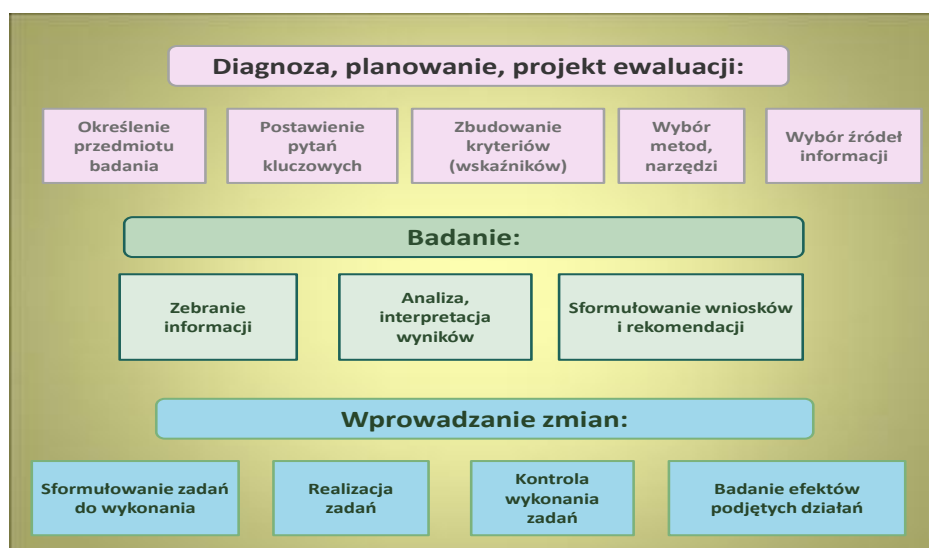 Diagnoza, planowanie, projekt ewaluacji:
Określenie
przedmiotu
badania
Postawienie
pytań
kluczowych
Zbudowanie
kryteriów
(wskaźników)
Wybór
metod,
narzędzi
Wybór źródeł
informacji
Badanie:
Zebranie
informacji
Analiza,
interpretacja
wyników
Sformułowanie wniosków
i rekomendacji
Wprowadzanie zmian:
Sformułowanie zadań
do wykonania
Realizacja
zadań
Kontrola
wykonania
zadań
Badanie efektów
podjętych działań